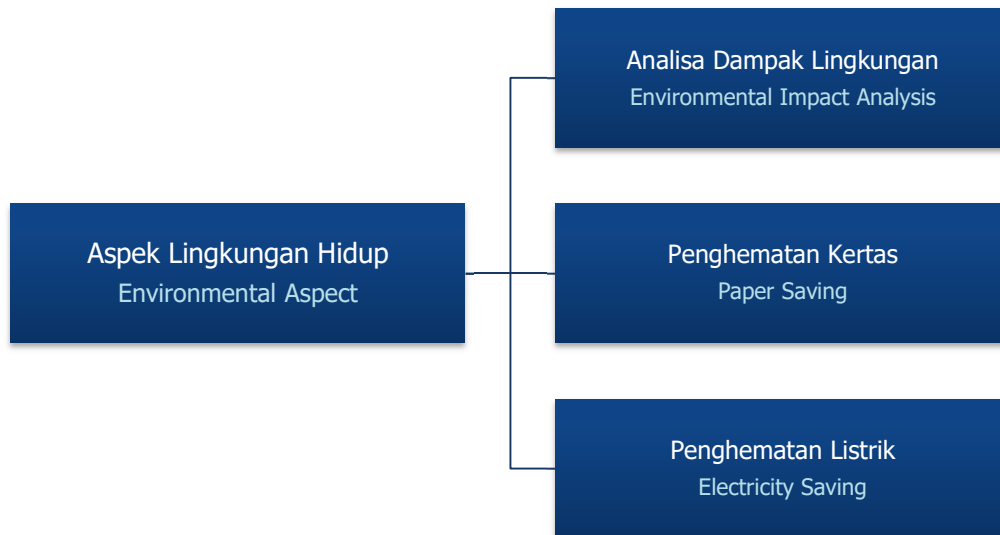 Analisa Dampak Lingkungan
Environmental Impact Analysis
Aspek Lingkungan Hidup
Environmental Aspect
Penghematan Kertas
Paper Saving
Penghematan Listrik
Electricity Saving